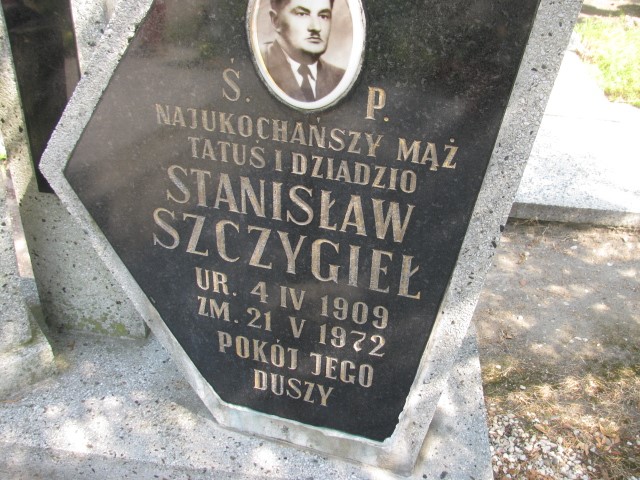 Ś. P.
NAJUKOCHAŃSZY MĄŻ
TATUŚ I DZIADZIO
STANISŁAW
SZCZYGIEŁ
UR. 4 IV 1909
ZM. 21 V 1972
POKÓJ JEGO
DUSZY